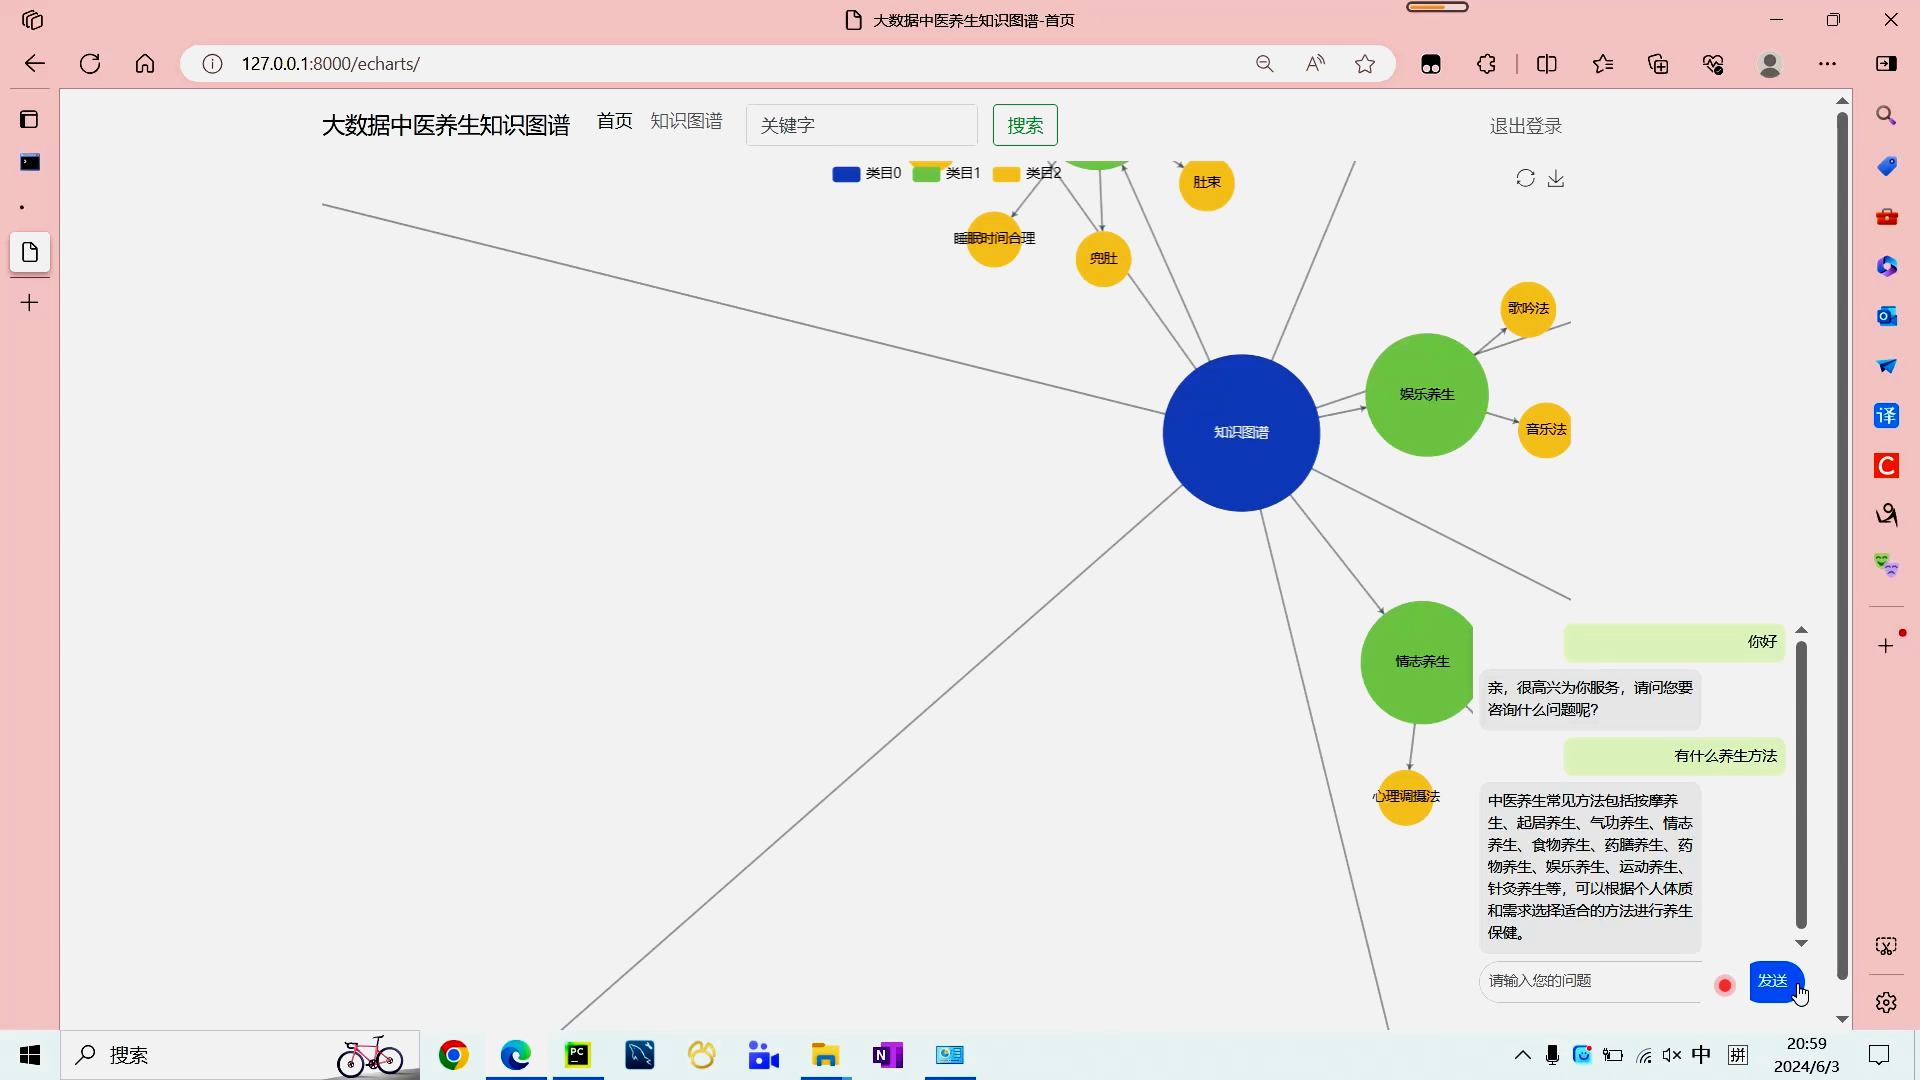 大数据中医养生知识图谱-首页
127.0.0.1:8000/echarts/
大数据中医养生知识图谱
首页
知识图谱
关键字
搜索
退出登录
类目0
类目1
类目2
肚束
睡眠时间合理
兜肚
歌吟法
娱乐养生
音乐法
知识图谱
情志养生
心理调摄法
你好
亲，很高兴为你服务，请问您要
咨询什么问题呢？
有什么养生方法
中医养生常见方法包括按摩养
生、起居养生、气功养生、情志
养生、食物养生、药膳养生、药
物养生、娱乐养生、运动养生、
针灸养生等，可以根据个人体质
和需求选择适合的方法进行养生
保健。
请输入您的问题
发送
译
C
搜索
PC
N
中
拼
20:59
2024/6/3